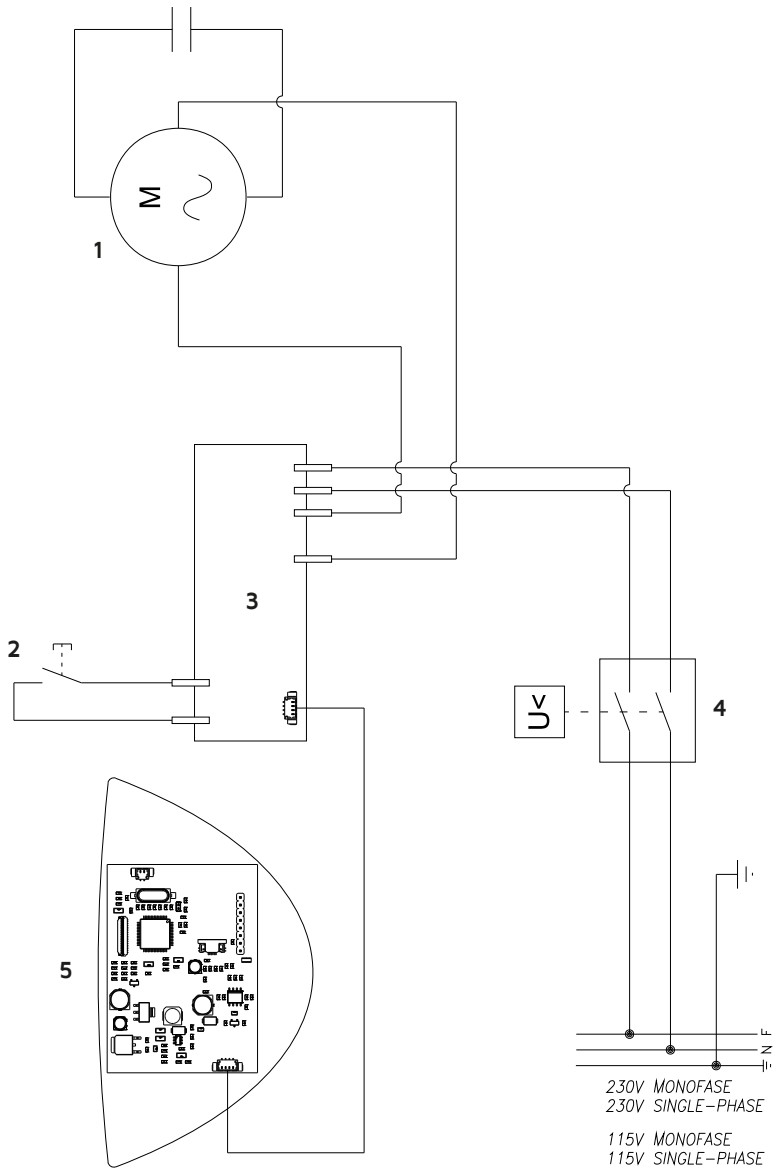 M
1
3
2
U<
4
5
F
N
230V MONOFASE
230V SINGLE-PHASE
115V MONOFASE
115V SINGLE-PHASE